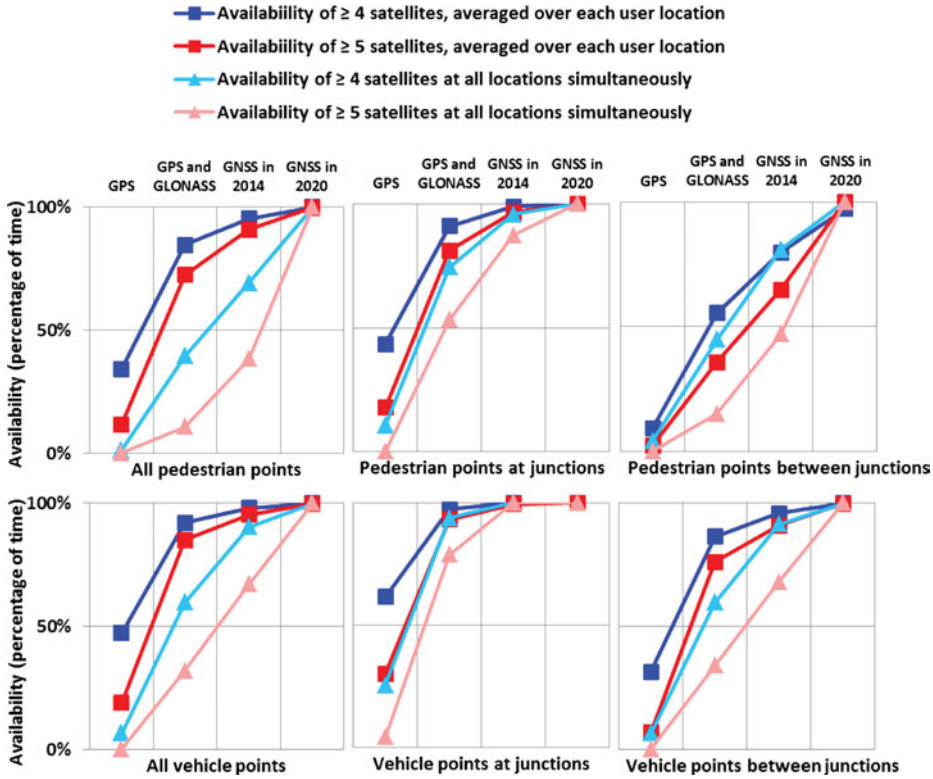 Availabiility of ≥ 4 satellites, averaged over each user location
Availabiility of ≥ 5 satellites, averaged over each user location
Availability of ≥ 4 satellites at all locations simultaneously
Availability of ≥ 5 satellites at all locations simultaneously
GPS
GPS and GLONASS
GNSS in 2014
GNSS in 2020
GPS
GPS and GLONASS
GNSS in 2014
GNSS in 2020
GPS
GPS and GLONASS
GNSS in 2014
GNSS in 2020
Availability (percentage of time)
100%
50%
0%
All pedestrian points
Pedestrian points at junctions
Pedestrian points between junctions
Availability (percentage of time)
100%
50%
0%
All vehicle points
Vehicle points at junctions
Vehicle points between junctions